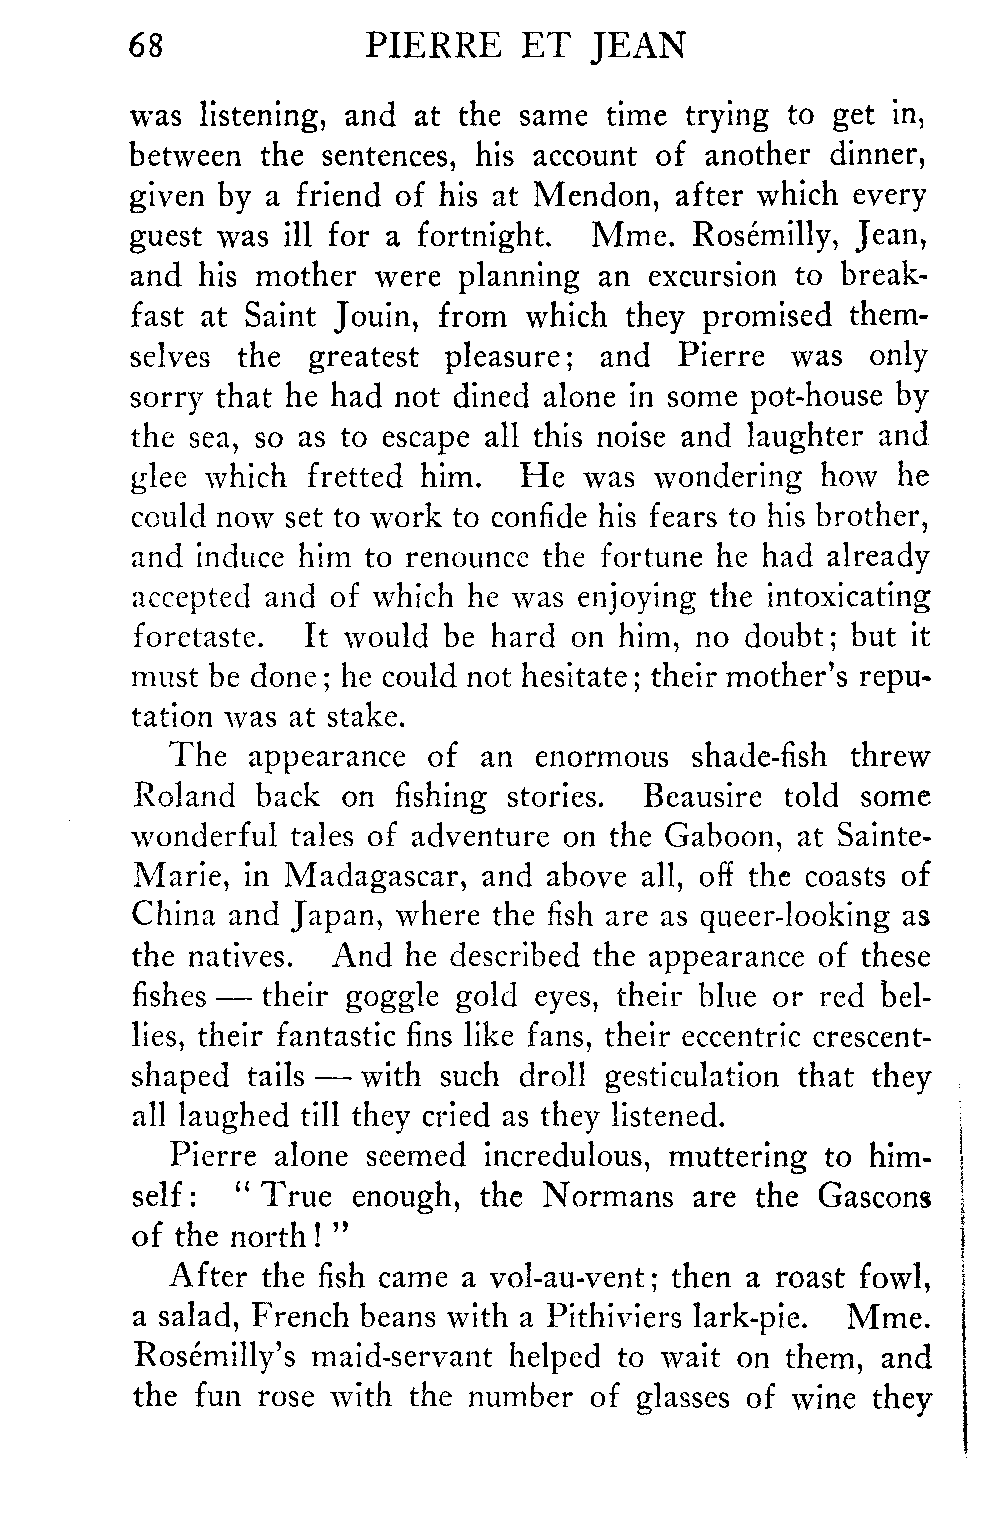 68 PIERRE ET JEAN
was listening, and at the same time trying to get in,
between the sentences, his account of another dinner,
given by a friend of his at Mendon, after which every
guest was ill for a fortnight. Mme. Rosémilly, Jean,
and his mother were planning an excursion to break-
fast at Saint Jouin, from which they promised them-
selves the greatest pleasure; and Pierre was only
sorry that he had not dined alone in some pot-house by
the sea, so as to escape all this noise and laughter and
glee which fretted him. He was wondering how he
could now set to work to confide his fears to his brother,
and induce him to renounce the fortune he had already
accepted and of which he was enjoying the intoxicating
foretaste. It would be hard on him, no doubt; but it
must be done; he could not hesitate; their mother's repu-
tation was at stake.
The appearance of an enormous shade-fish threw
Roland back on fishing stories. Beausire told some
wonderful tales of adventure on the Gaboon, at Sainte-
Marie, in Madagascar, and above all, off the coasts of
China and Japan, where the fish are as queer-looking as
the natives. And he described the appearance of these
fishes — their goggle gold eyes, their blue or red bel-
lies, their fantastic fins like fans, their eccentric crescent-
shaped tails — with such droll gesticulation that they
all laughed till they cried as they listened.
Pierre alone seemed incredulous, muttering to him-
self: "True enough, the Normans are the Gascons
of the north!"
After the fish came a vol-au-vent; then a roast fowl,
a salad, French beans with a Pithiviers lark-pie. Mme.
Rosémilly's maid-servant helped to wait on them, and
the fun rose with the number of glasses of wine they